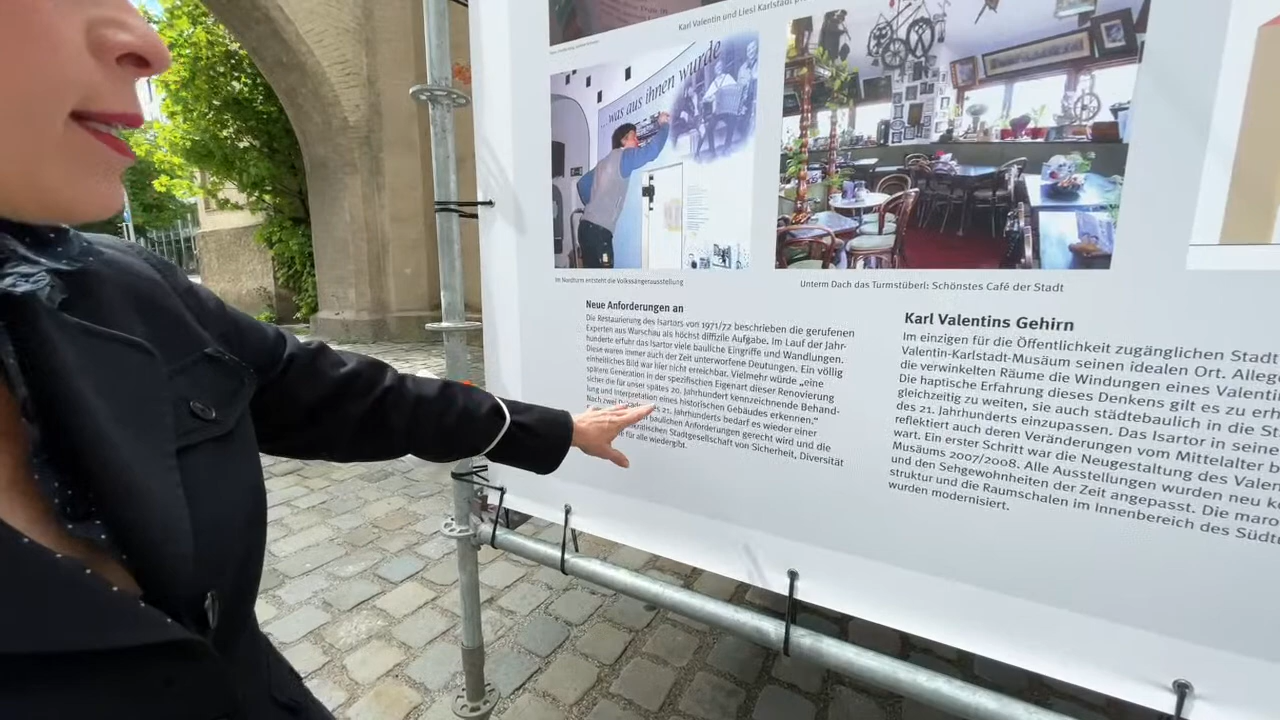 Karl Valentin und Liesl Karlstadt
...was aus ihnen wurde
Im Nordturm entsteht die Volkssängerausstellung
Unterm Dach das Turmstüberl: Schönstes Café der Stadt
Neue Anforderungen an
Die Restaurierung des Isartors von 1971/72 beschrieben die gerufenen
Experten aus Warschau als höchst diffizile Aufgabe. Im Lauf der Jahr-
hunderte erfuhr das Isartor viele bauliche Eingriffe und Wandlungen.
Diese waren immer auch der Zeit unterworfene Deutungen. Ein völlig
einheitliches Bild war hier nicht erreichbar. Vielmehr würde „eine
spätere Generation in der spezifischen Eigenart dieser Renovierung
sicher die für unser spätes 20. Jahrhundert kennzeichnende Behand-
lung und Interpretation eines historischen Gebäudes erkennen."
Nach zwei 21. Jahrhunderts bedarf es wieder einer
baulichen Anforderungen gerecht wird und die
Stadtgesellschaft von Sicherheit, Diversität
für alle wiedergibt.
Karl Valentins Gehirn
Im einzigen für die Öffentlichkeit zugänglichen Stadt
Valentin-Karlstadt-Musäum seinen idealen Ort. Alleg
die verwinkelten Räume die Windungen eines Valenti
Die haptische Erfahrung dieses Denkens gilt es zu erh
gleichzeitig zu weiten, sie auch städtebaulich in die St
des 21. Jahrhunderts einzupassen. Das Isartor in seine
reflektiert auch deren Veränderungen vom Mittelalter b
wart. Ein erster Schritt war die Neugestaltung des Valen
Musäums 2007/2008. Alle Ausstellungen wurden neu k
und den Sehgewohnheiten der Zeit angepasst. Die maro
struktur und die Raumschalen im Innenbereich des Südt
wurden modernisiert.